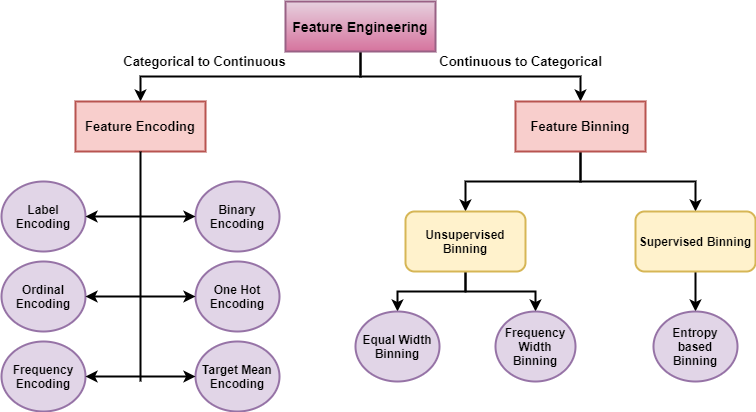 Feature Engineering
Categorical to Continuous
Continuous to Categorical
Feature Encoding
Feature Binning
Label
Encoding
Binary
Encoding
Unsupervised
Binning
Supervised Binning
Ordinal
Encoding
One Hot
Encoding
Equal Width
Binning
Frequency
Width
Binning
Entropy
based
Binning
Frequency
Encoding
Target Mean
Encoding